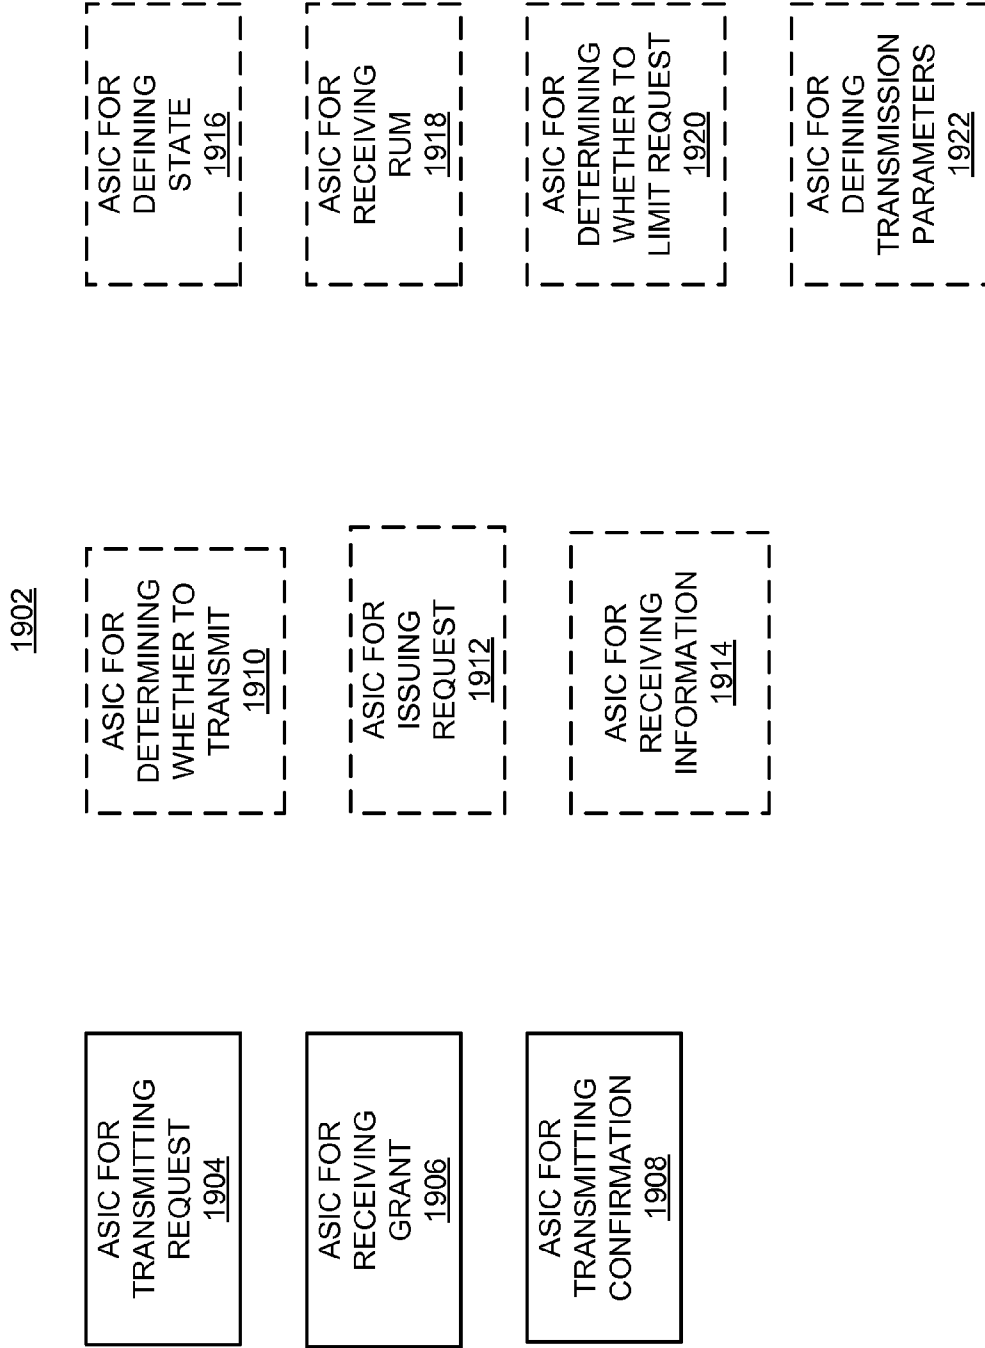 1902
ASIC FOR
TRANSMITTING
REQUEST
1904
ASIC FOR
RECEIVING
GRANT
1906
ASIC FOR
TRANSMITTING
CONFIRMATION
1908
ASIC FOR
DETERMINING
WHETHER TO
TRANSMIT
1910
ASIC FOR
ISSUING
REQUEST
1912
ASIC FOR
RECEIVING
INFORMATION
1914
ASIC FOR
DEFINING
STATE
1916
ASIC FOR
RECEIVING
RUM
1918
ASIC FOR
DETERMINING
WHETHER TO
LIMIT REQUEST
1920
ASIC FOR
DEFINING
TRANSMISSION
PARAMETERS
1922